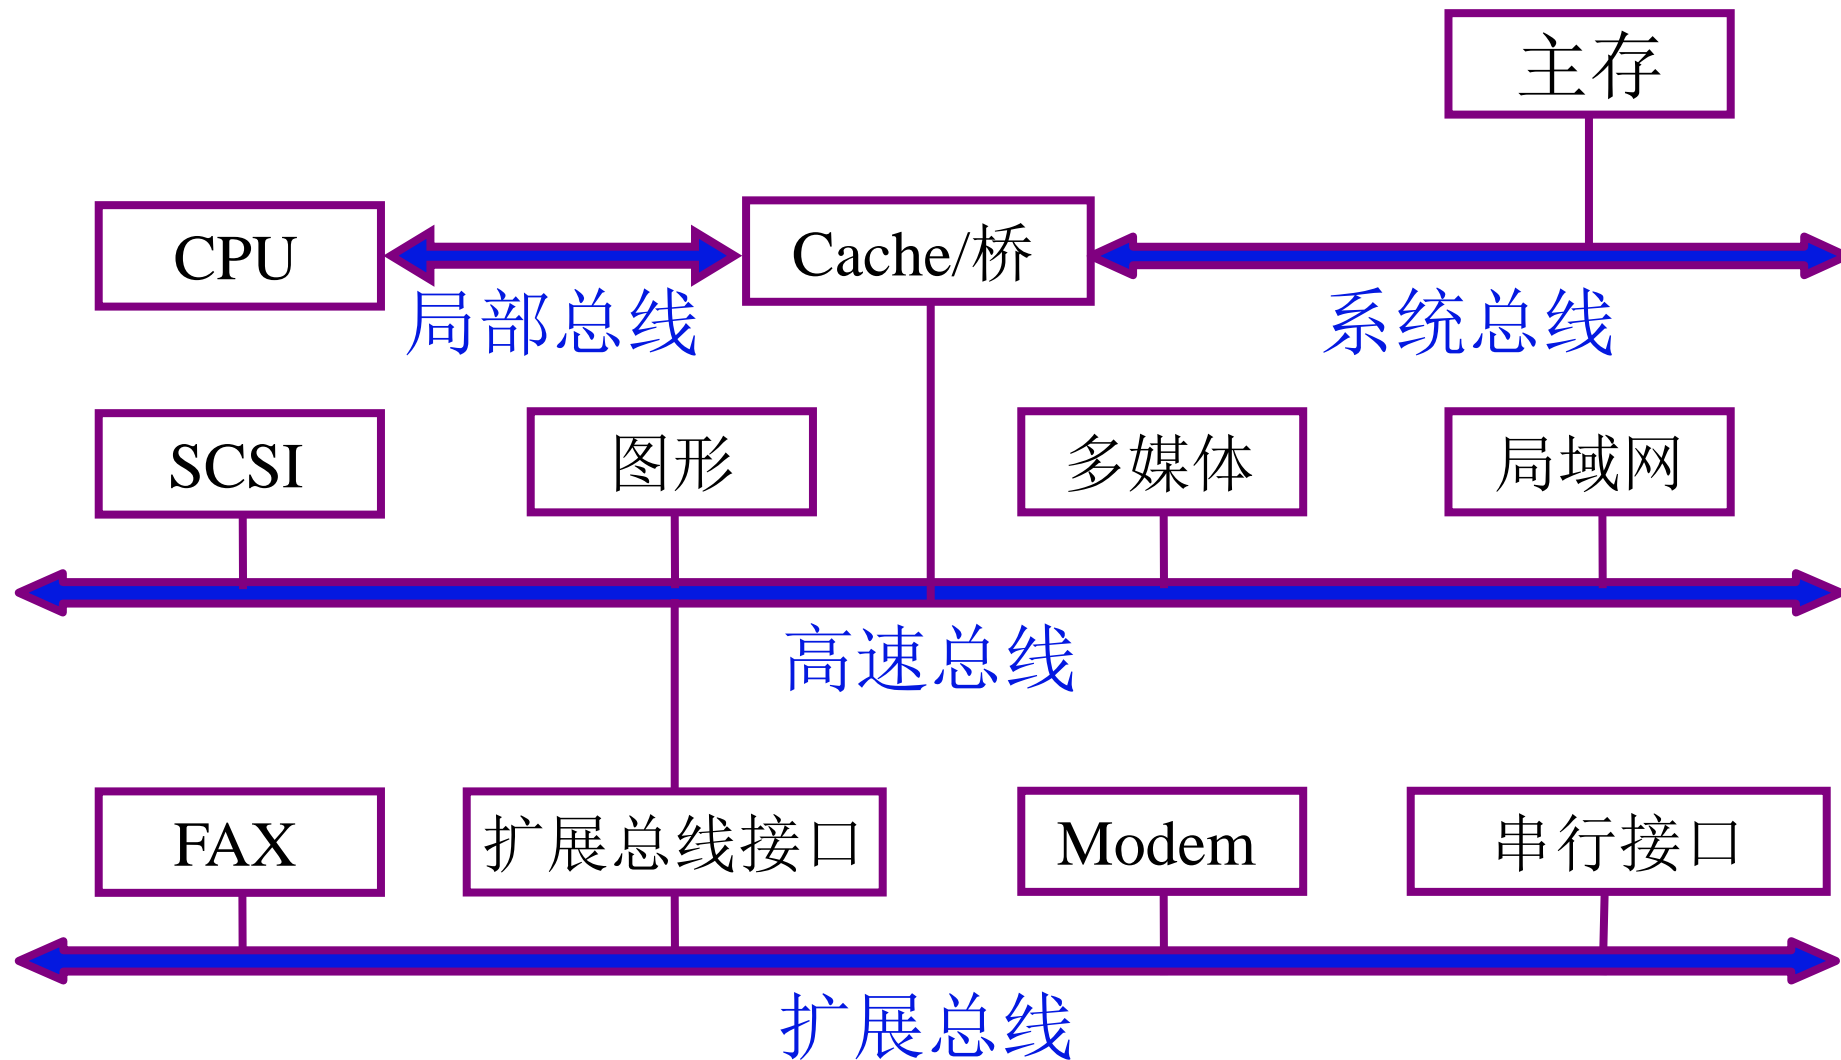 主存
CPU
Cache/桥
局部总线
系统总线
SCSI
图形
多媒体
局域网
高速总线
FAX
扩展总线接口
Modem
串行接口
扩展总线